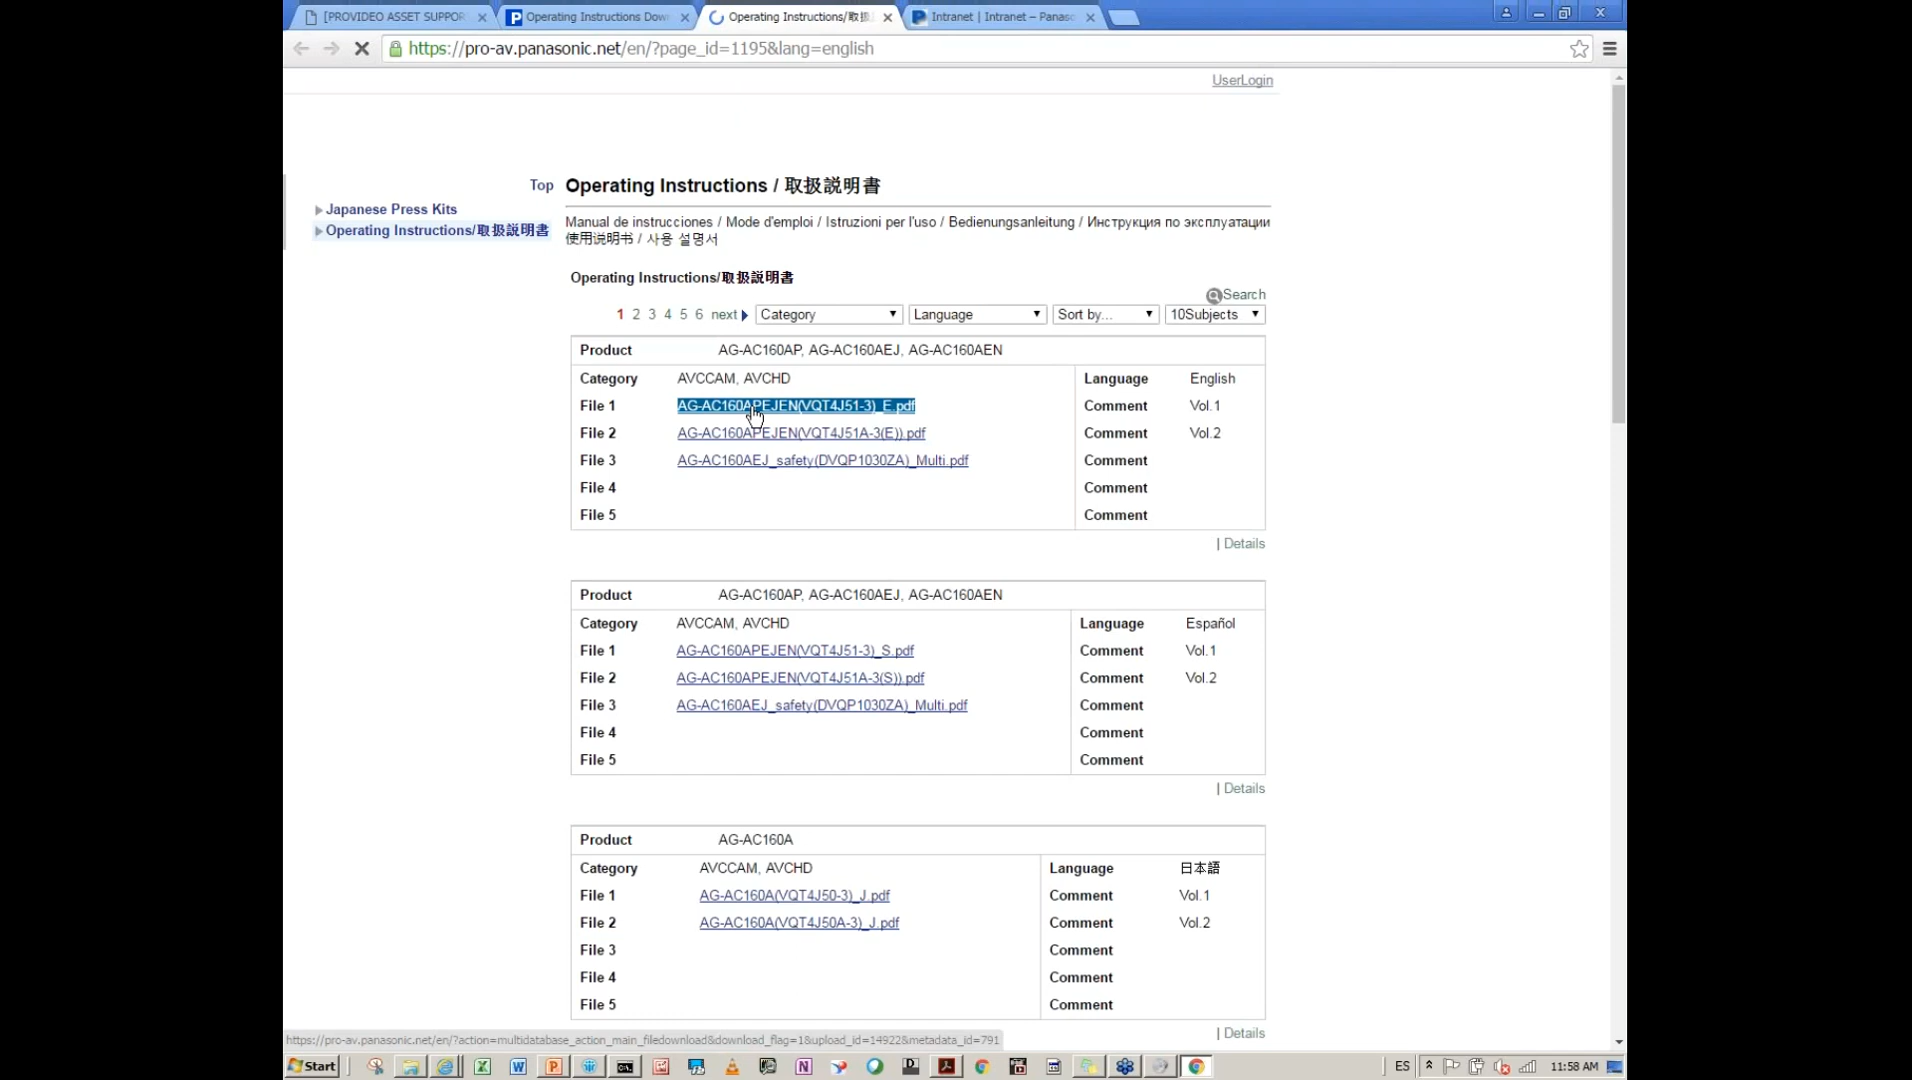 [PROVIDEO ASSET SUPPOR
Operating Instructions Dow
Operating Instructions/取扱
Intranet | Intranet – Panaso
https://pro-av.panasonic.net/en/?page_id=1195&lang=english
UserLogin
Top
Operating Instructions / 取扱説明書
Japanese Press Kits
Operating Instructions/取扱説明書
Manual de instrucciones / Mode d'emploi / Istruzioni per l'uso / Bedienungsanleitung / Инструкция по эксплуатации
使用说明书 / 사용 설명서
Operating Instructions/取扱説明書
Search
1 2 3 4 5 6 next Category Language Sort by... 10Subjects
Product AG-AC160AP, AG-AC160AEJ, AG-AC160AEN
Category AVCCAM, AVCHD Language English
File 1 AG-AC160APEJEN(VQT4J51-3)_E.pdf Comment Vol.1
File 2 AG-AC160APEJEN(VQT4J51A-3(E)).pdf Comment Vol.2
File 3 AG-AC160AEJ_safety(DVQP1030ZA)_Multi.pdf Comment
File 4 Comment
File 5 Comment
| Details
Product AG-AC160AP, AG-AC160AEJ, AG-AC160AEN
Category AVCCAM, AVCHD Language Español
File 1 AG-AC160APEJEN(VQT4J51-3)_S.pdf Comment Vol.1
File 2 AG-AC160APEJEN(VQT4J51A-3(S)).pdf Comment Vol.2
File 3 AG-AC160AEJ_safety(DVQP1030ZA)_Multi.pdf Comment
File 4 Comment
File 5 Comment
| Details
Product AG-AC160A
Category AVCCAM, AVCHD Language 日本語
File 1 AG-AC160A(VQT4J50-3)_J.pdf Comment Vol.1
File 2 AG-AC160A(VQT4J50A-3)_J.pdf Comment Vol.2
File 3 Comment
File 4 Comment
File 5 Comment
| Details
https://pro-av.panasonic.net/en/?action=multidatabase_action_main_filedownload&download_flag=1&upload_id=14922&metadata_id=791
Start ES 11:58 AM